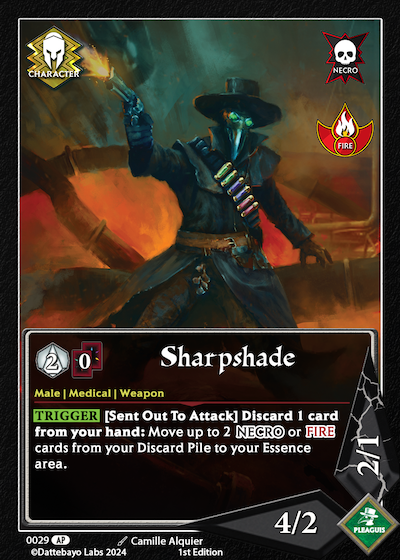 CHARACTER
NECRO
FIRE
2 0 Sharpshade
Male | Medical | Weapon
TRIGGER [Sent Out To Attack] Discard 1 card
from your hand: Move up to 2 NECRO or FIRE
cards from your Discard Pile to your Essence
area.
2/1
4/2
PLEAGUIS
0029 AP Camille Alquier
©Dattebayo Labs 2024 1st Edition